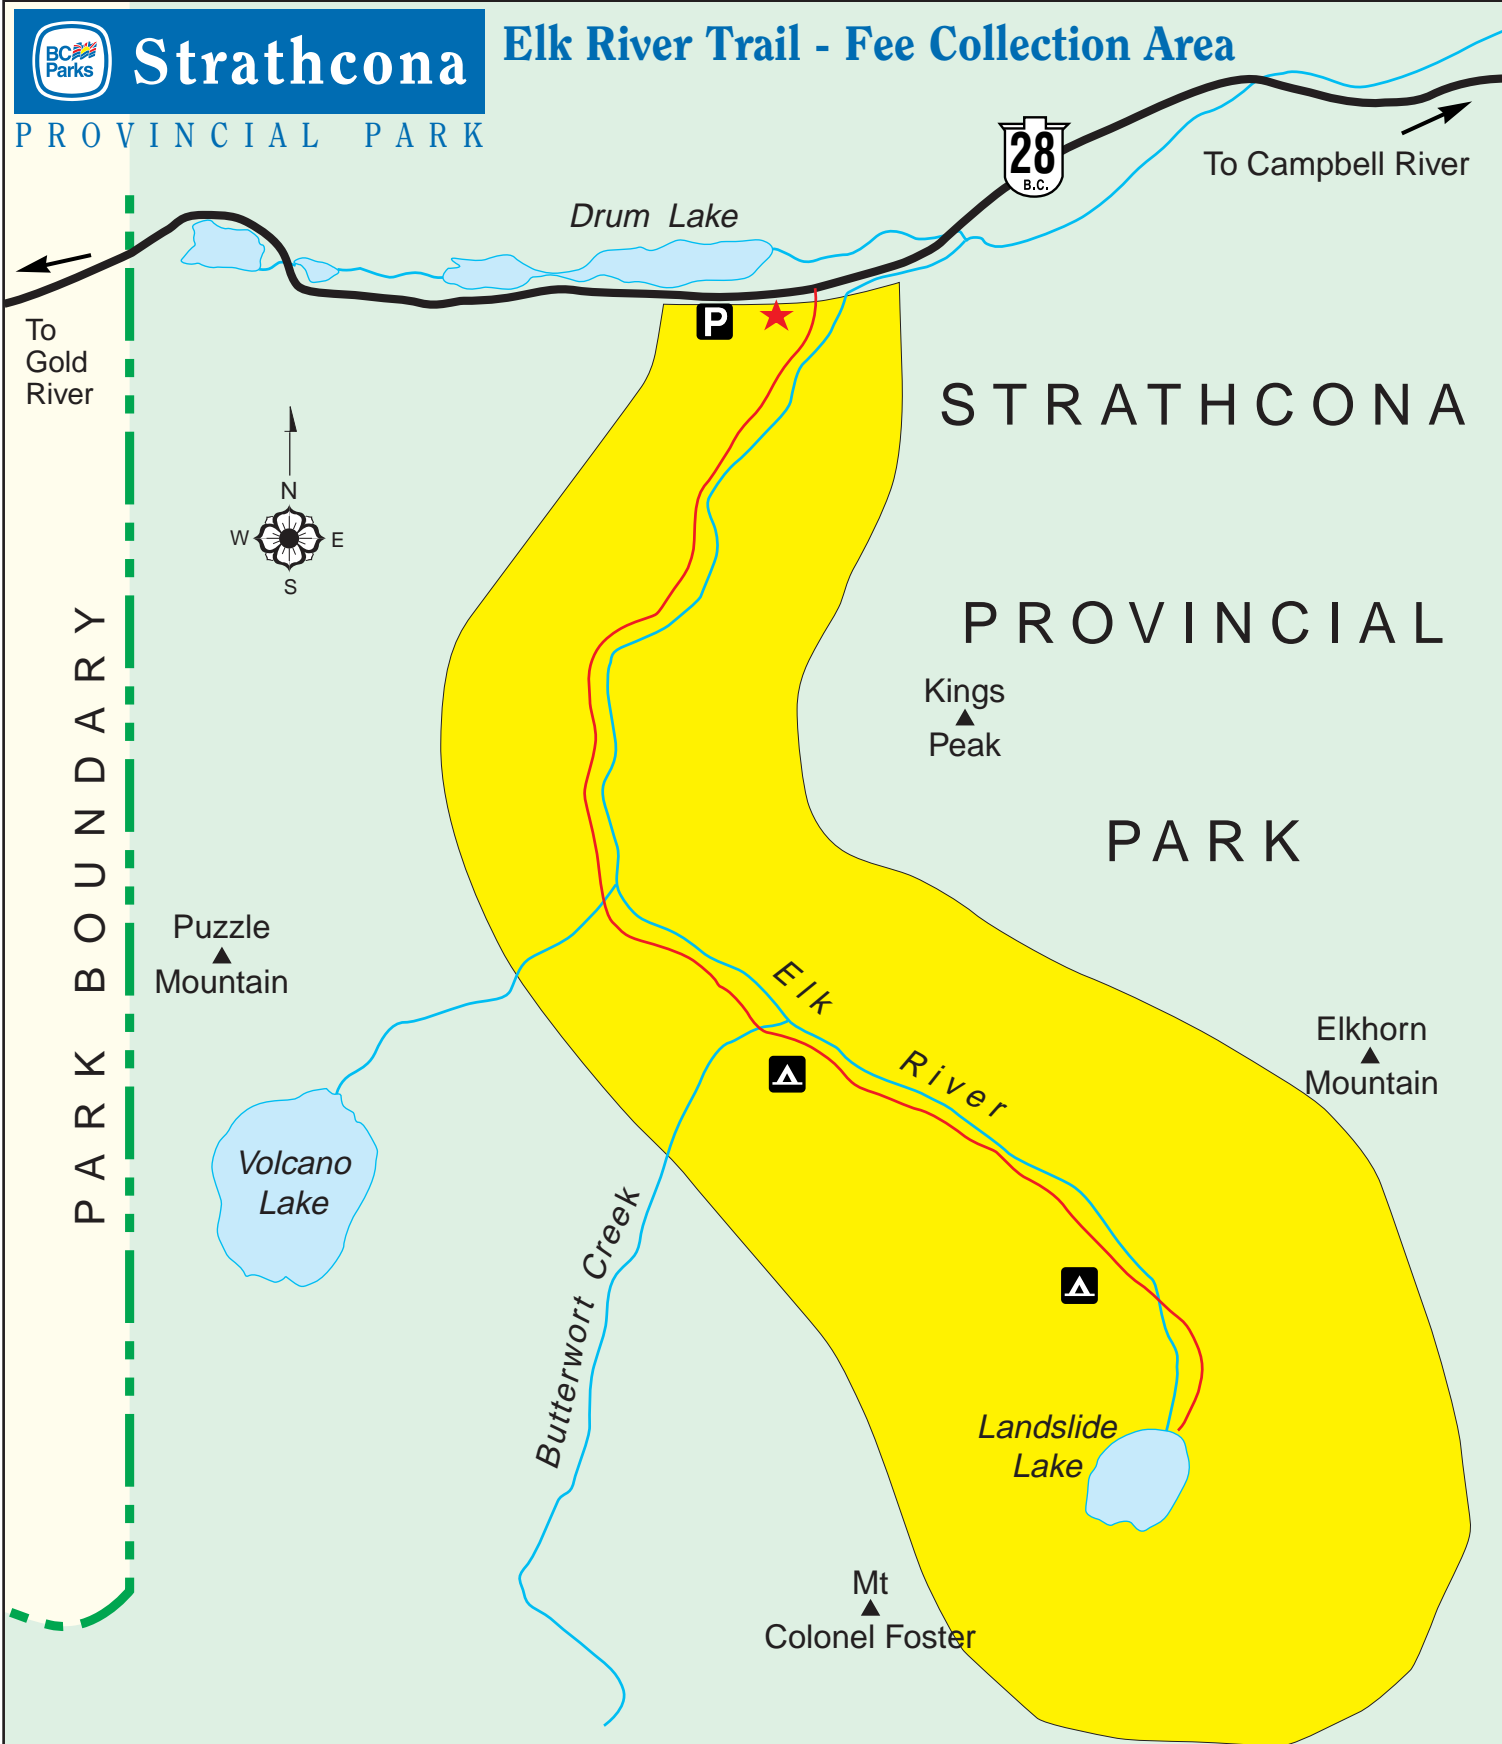 BC
Parks
Strathcona
PROVINCIAL PARK
Elk River Trail - Fee Collection Area
28
B.C.
To Campbell River
Drum Lake
To
Gold
River
P
STRATHCONA
PROVINCIAL
PARK
N
W E
S
PARK BOUNDARY
Kings
Peak
Puzzle
Mountain
Elk River
Elkhorn
Mountain
Volcano
Lake
Butterwort Creek
Landslide
Lake
Mt
Colonel Foster